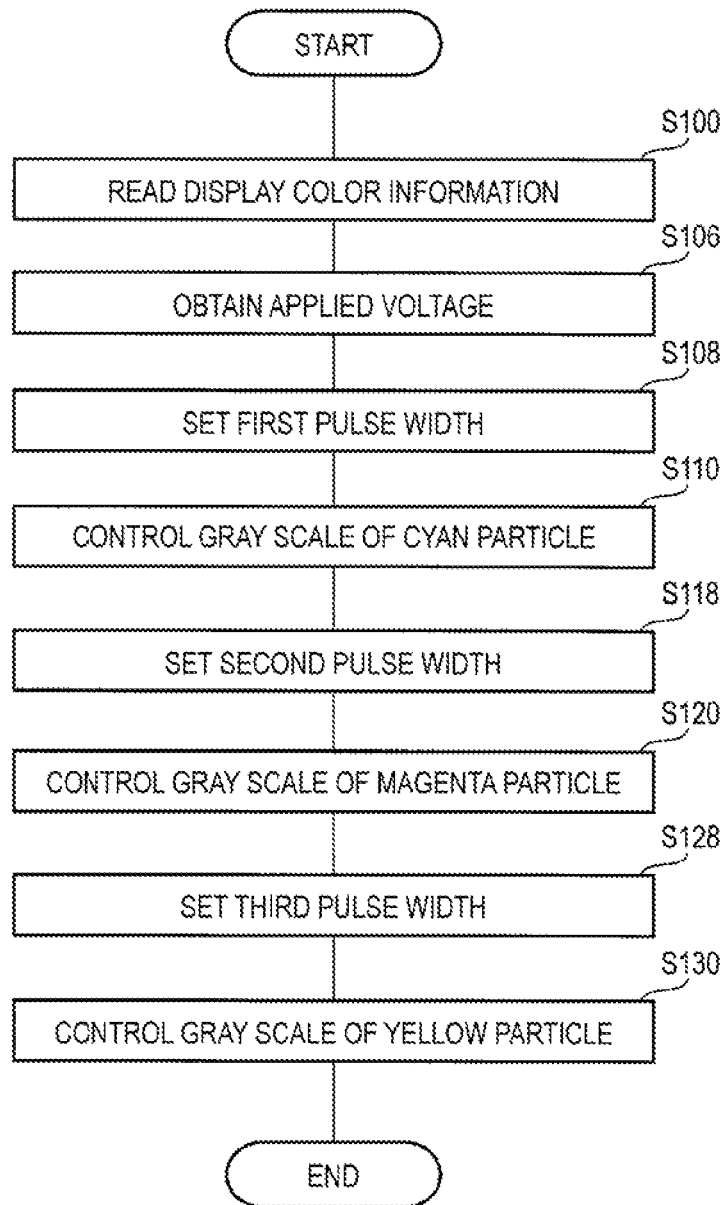 START
S100
READ DISPLAY COLOR INFORMATION
S106
OBTAIN APPLIED VOLTAGE
S108
SET FIRST PULSE WIDTH
S110
CONTROL GRAY SCALE OF CYAN PARTICLE
S118
SET SECOND PULSE WIDTH
S120
CONTROL GRAY SCALE OF MAGENTA PARTICLE
S128
SET THIRD PULSE WIDTH
S130
CONTROL GRAY SCALE OF YELLOW PARTICLE
END